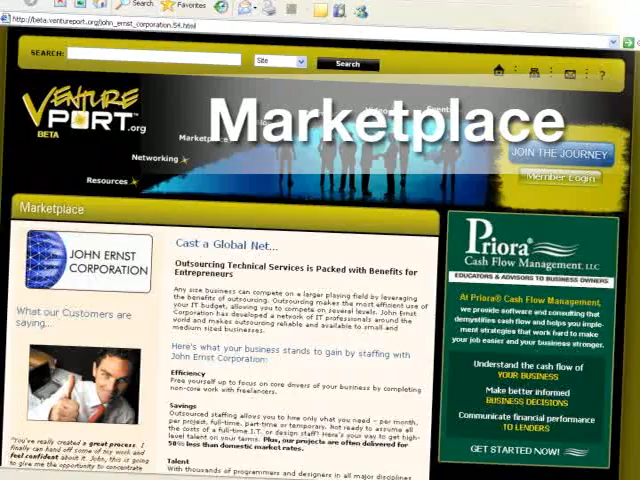 Search
Favorites
http://beta.ventureport.org/john_ernst_corporation.54.html
SEARCH:
Site
Search
VENTURE
PORT™.org
BETA
Marketplace
Networking
Resources
Marketplace
JOIN THE JOURNEY
Member Login
?
Marketplace
JOHN ERNST
CORPORATION
What our Customers are
saying...
"You're really created a great process. I
finally can hand off some of my work and
feel confident about it. John, this is going
to give me the opportunity to concentrate
Cast a Global Net...
Outsourcing Technical Services is Packed with Benefits for
Entrepreneurs
Any size business can compete on a larger playing field by leveraging
the benefits of outsourcing. Outsourcing makes the most efficient use of
your IT budget, allowing you to compete on several levels. John Ernst
Corporation has developed a network of IT professionals around the
world and makes outsourcing reliable and available to small and
medium sized businesses.
Here's what your business stands to gain by staffing with
John Ernst Corporation:
Efficiency
Free yourself up to focus on core drivers of your business by completing
non-core work with freelancers.
Savings
Outsourced staffing allows you to hire only what you need – per month,
per project, full-time, part-time or temporary. Not ready to assume all
the costs of a full-time I.T. or design staff? Here's your way to get high-
level talent on your terms. Plus, our projects are often delivered for
50% less than domestic market rates.
Talent
With thousands of programmers and designers in all major disciplines
Priora
Cash Flow Management, LLC
EDUCATORS & ADVISORS TO BUSINESS OWNERS
At Priora® Cash Flow Management,
we provide software and consulting that
demystifies cash flow and helps you imple-
ment strategies that work hard to make
your job easier and your business stronger.
Understand the cash flow of
YOUR BUSINESS
Make better informed
BUSINESS DECISIONS
Communicate financial performance
TO LENDERS
GET STARTED NOW!